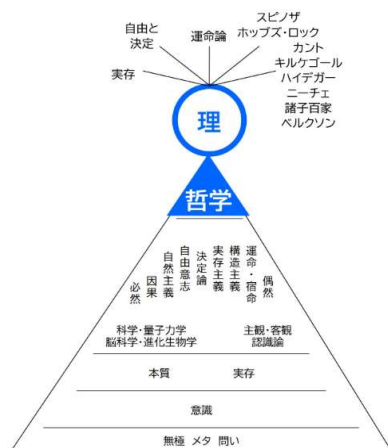 自由と
決定
運命論
スピノザ
ホッブズ・ロック
カント
キルケゴール
ハイデガー
ニーチェ
諸子百家
ベルクソン
実存
理
哲学
必然
因果
自然主義
自由意志
決定論
実存主義
構造主義
運命・宿命
偶然
科学・量子力学
脳科学・進化生物学
主観・客観
認識論
本質
実存
意識
無極 メタ 問い